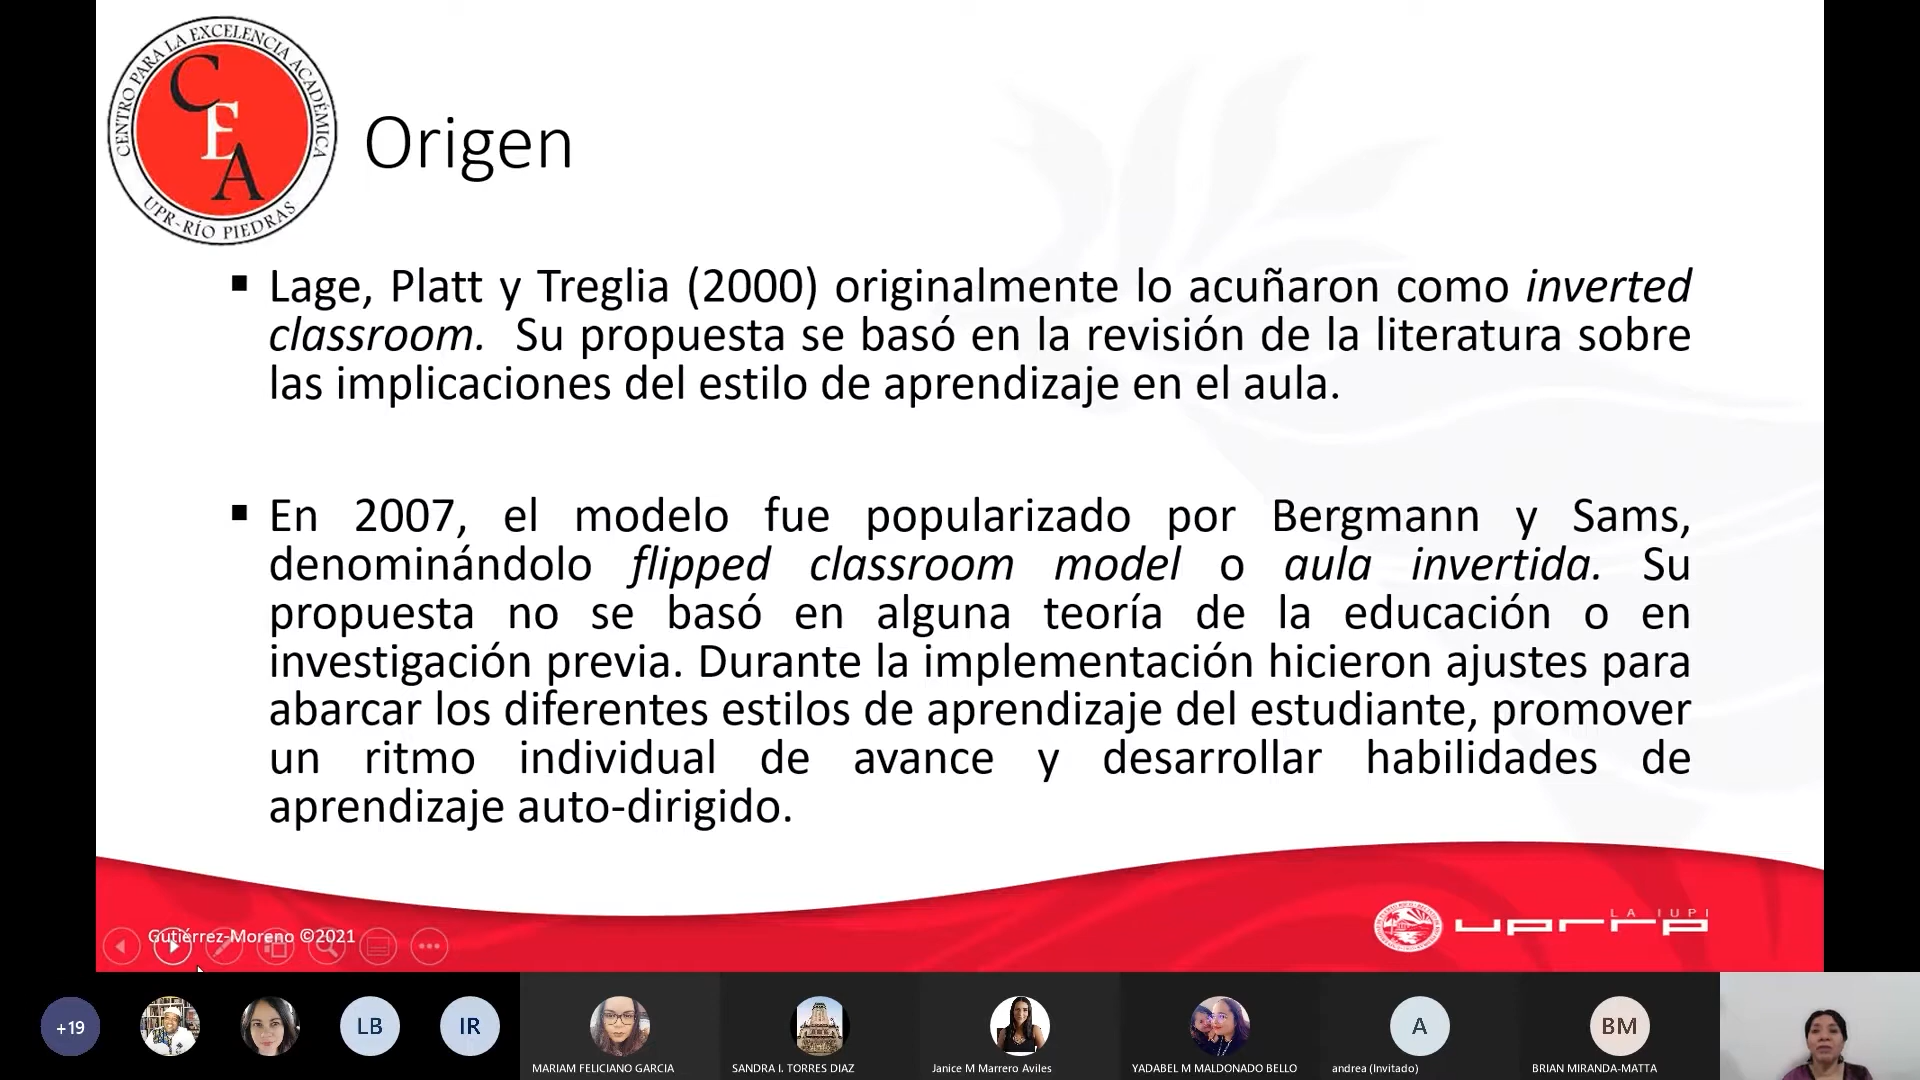 CENTRO PARA LA EXCELENCIA ACADÉMICA
CEA
UPR-RÍO PIEDRAS
Origen
▪ Lage, Platt y Treglia (2000) originalmente lo acuñaron como inverted
classroom. Su propuesta se basó en la revisión de la literatura sobre
las implicaciones del estilo de aprendizaje en el aula.
▪ En 2007, el modelo fue popularizado por Bergmann y Sams,
denominándolo flipped classroom model o aula invertida. Su
propuesta no se basó en alguna teoría de la educación o en
investigación previa. Durante la implementación hicieron ajustes para
abarcar los diferentes estilos de aprendizaje del estudiante, promover
un ritmo individual de avance y desarrollar habilidades de
aprendizaje auto-dirigido.
Gutiérrez-Moreno ©2021
LA IUPI
uprrp
+19
LB
IR
A
BM
MARIAM FELICIANO GARCIA
SANDRA I. TORRES DIAZ
Janice M Marrero Aviles
YADABEL M MALDONADO BELLO
andrea (Invitado)
BRIAN MIRANDA-MATTA